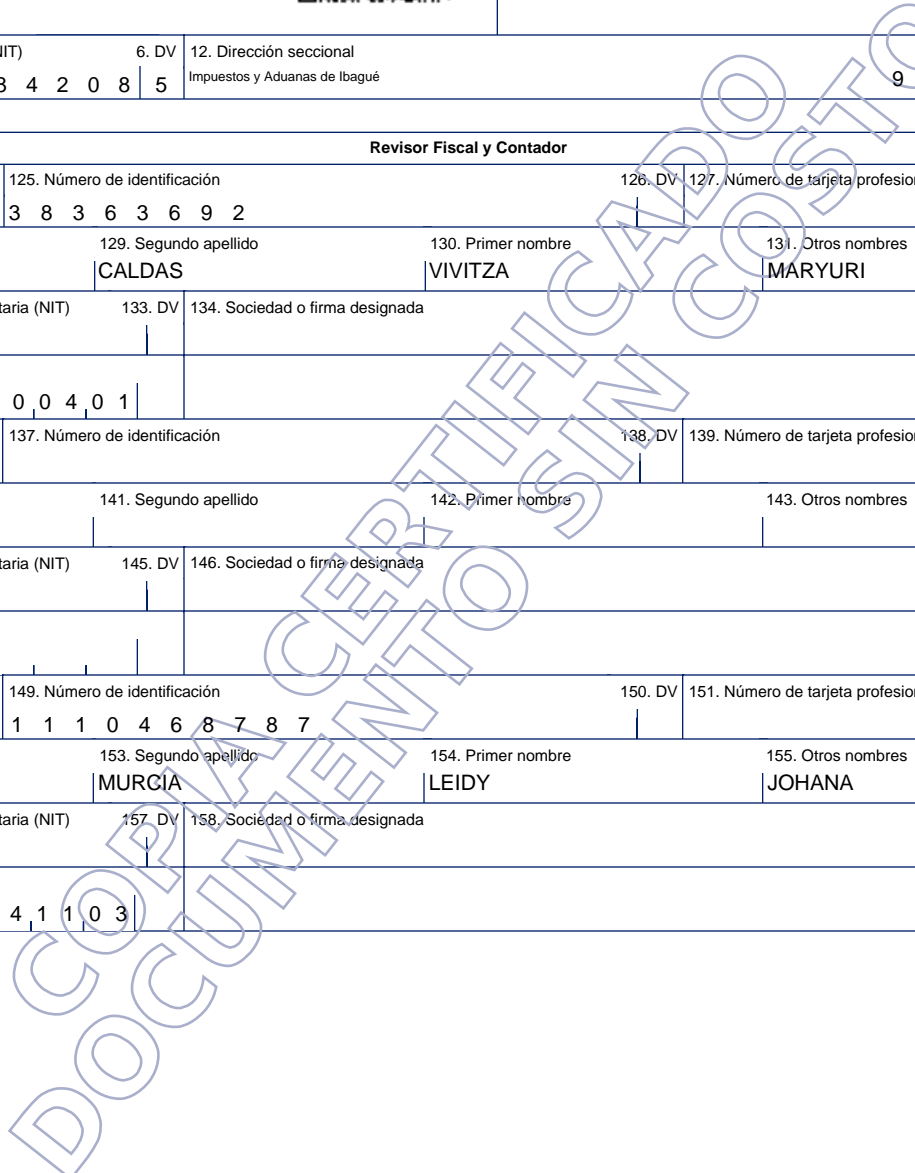 IT) 6. DV 12. Dirección seccional
3 4 2 0 8 5 Impuestos y Aduanas de Ibagué 9
Revisor Fiscal y Contador
125. Número de identificación 126. DV 127. Número de tarjeta profesion
3 8 3 6 3 6 9 2
129. Segundo apellido 130. Primer nombre 131. Otros nombres
CALDAS VIVITZA MARYURI
taria (NIT) 133. DV 134. Sociedad o firma designada
0 0 4 0 1
137. Número de identificación 138. DV 139. Número de tarjeta profesion
141. Segundo apellido 142. Primer nombre 143. Otros nombres
taria (NIT) 145. DV 146. Sociedad o firma designada
149. Número de identificación 150. DV 151. Número de tarjeta profesion
1 1 1 0 4 6 8 7 8 7
153. Segundo apellido 154. Primer nombre 155. Otros nombres
MURCIA LEIDY JOHANA
taria (NIT) 157. DV 158. Sociedad o firma designada
4 1 1 0 3
COPIA CERTIFICADO
DOCUMENTO SIN COSTO